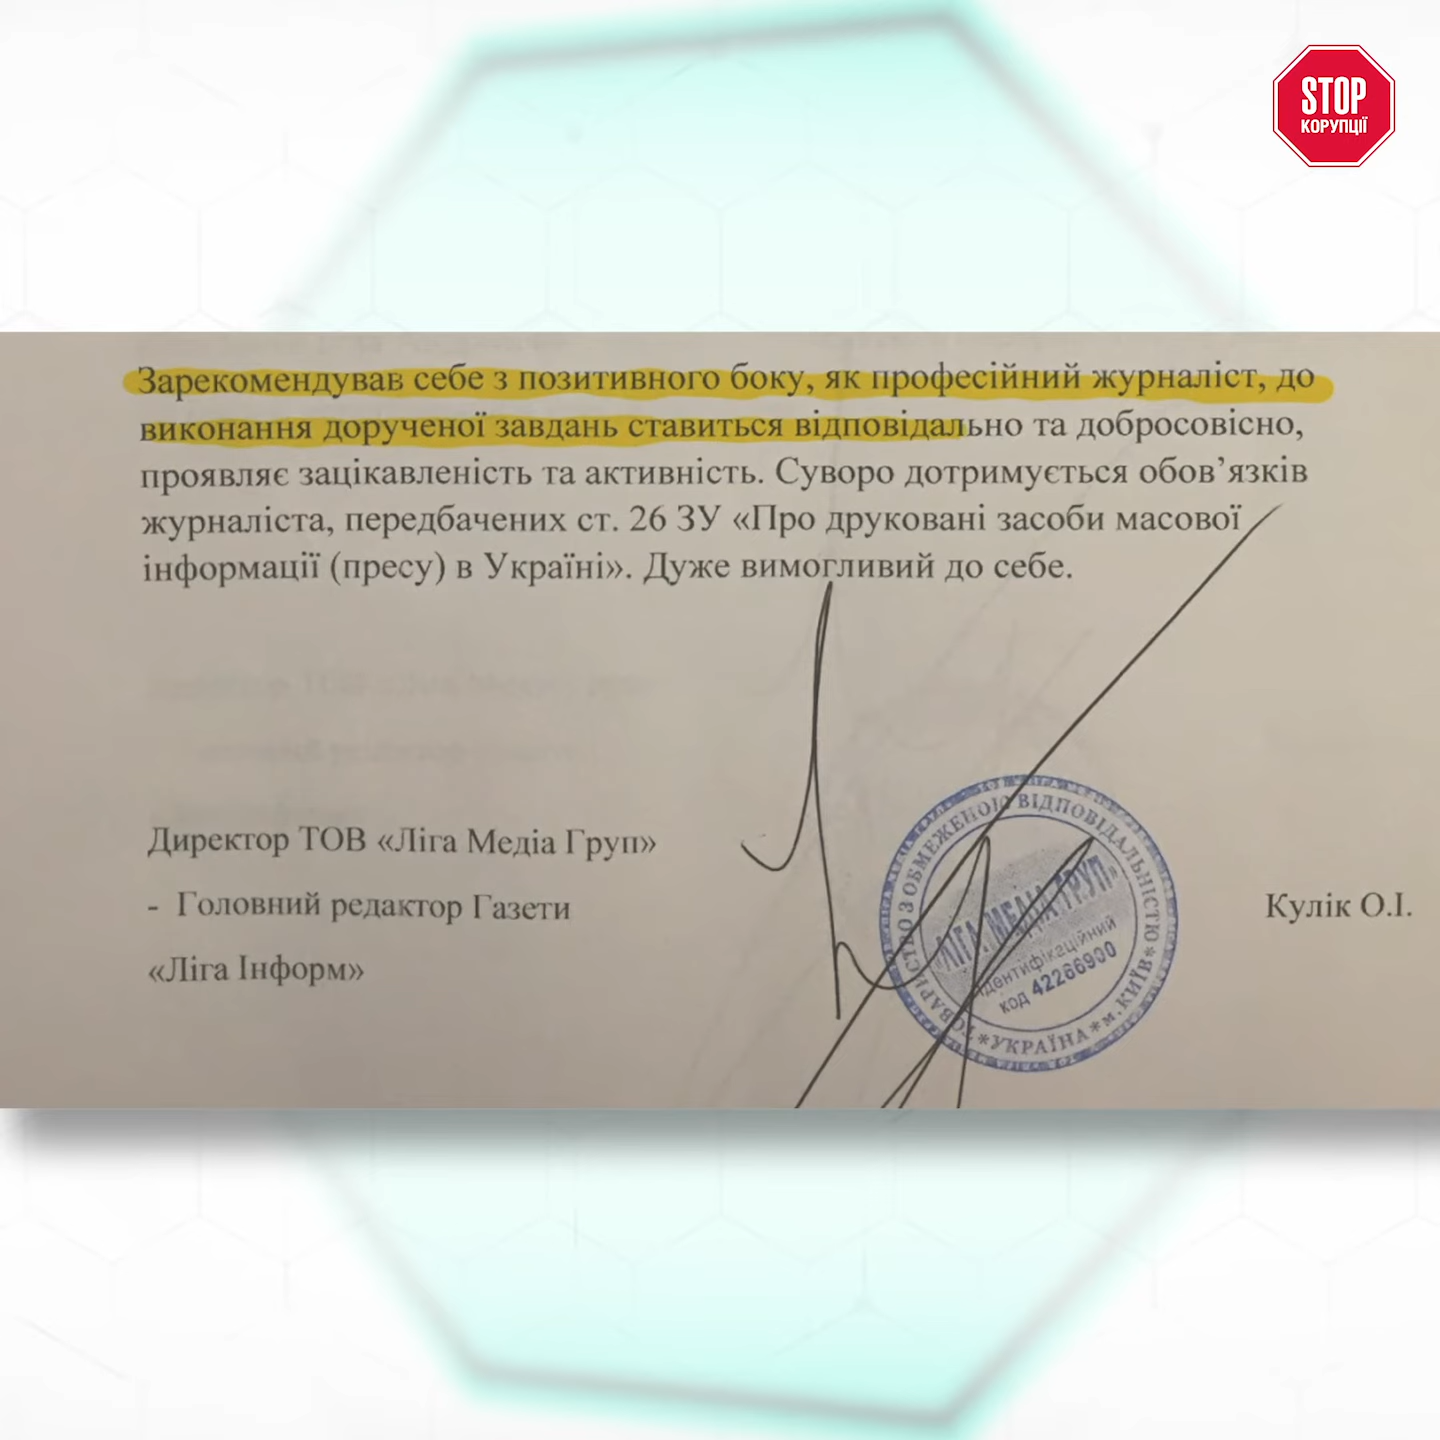 STOP
КОРУПЦІЇ
Зарекомендував себе з позитивного боку, як професійний журналіст, до
виконання дорученої завдань ставиться відповідально та добросовісно,
проявляє зацікавленість та активність. Суворо дотримується обов’язків
журналіста, передбачених ст. 26 ЗУ «Про друковані засоби масової
інформації (пресу) в Україні». Дуже вимогливий до себе.
Директор ТОВ «Ліга Медіа Груп»
- Головний редактор Газети
Кулік О.І.
«Ліга Інформ»
ТОВАРИСТВО З ОБМЕЖЕНОЮ ВІДПОВІДАЛЬНІСТЮ * м. КИЇВ * УКРАЇНА *
«ЛІГА МЕДІА ГРУП»
ідентифікаційний
код 42266900